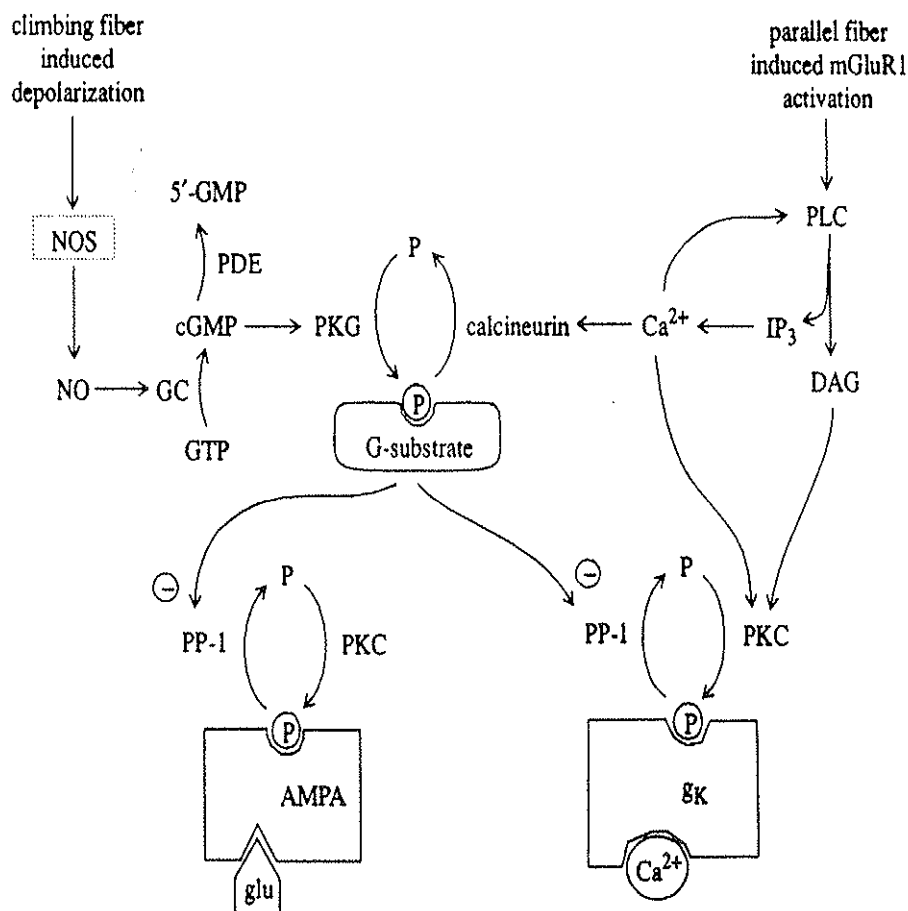 climbing fiber
induced
depolarization
parallel fiber
induced mGluR1
activation
5′-GMP
NOS
PDE
P
PLC
cGMP
PKG
calcineurin
Ca²⁺
IP₃
NO
GC
P
DAG
GTP
G-substrate
−
P
−
P
PP-1
PKC
PP-1
PKC
P
P
AMPA
gK
glu
Ca²⁺